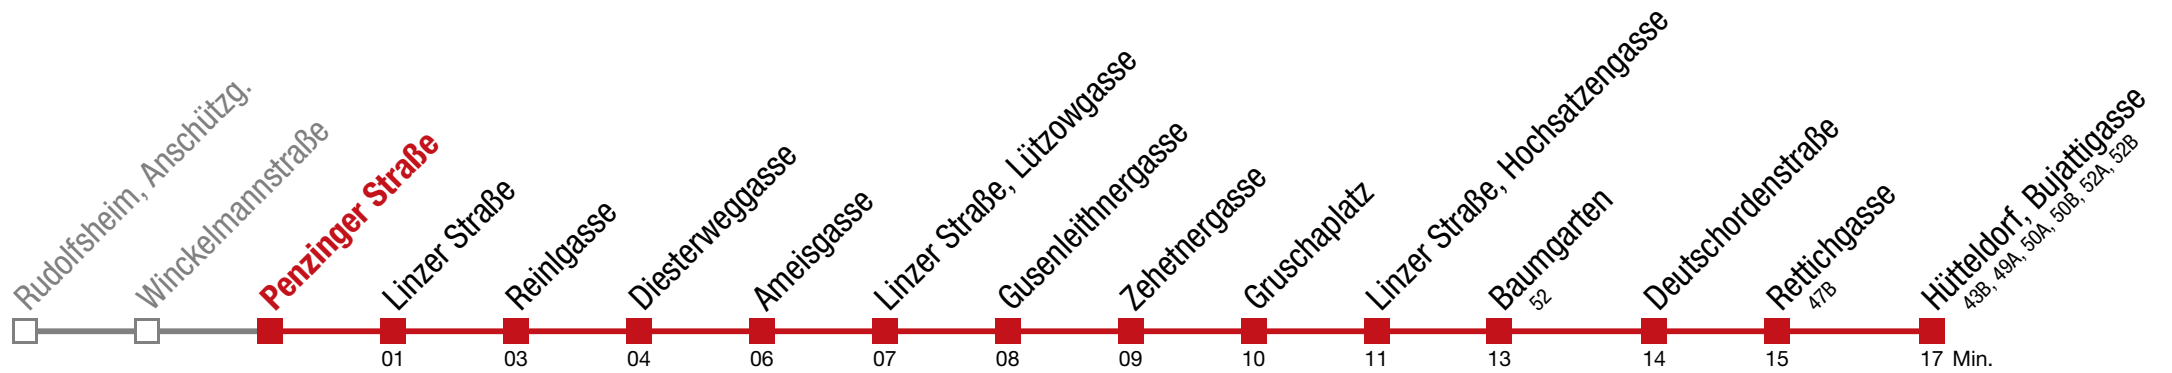 Rudolfsheim, Anschützg.
Winckelmannstraße
Penzinger Straße
Linzer Straße
Reinlgasse
Diesterweggasse
Ameisgasse
Linzer Straße, Lützowgasse
Gusenleithnergasse
Zehetnergasse
Gruschaplatz
Linzer Straße, Hochsatzengasse
Baumgarten
52
Deutschordenstraße
Rettichgasse
47B
Hütteldorf, Bujattigasse
43B, 49A, 50A, 50B, 52A, 52B
01 03 04 06 07 08 09 10 11 13 14 15 17 Min.